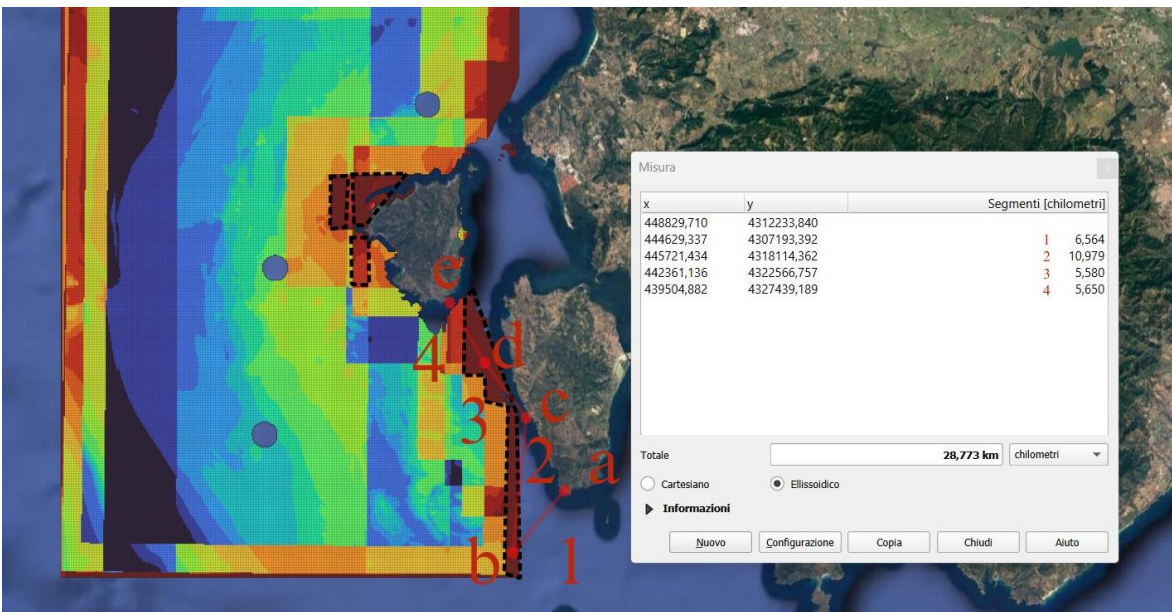 Misura
x y Segmenti [chilometri]
448829,710 4312233,840
444629,337 4307193,392 1 6,564
445721,434 4318114,362 2 10,979
442361,136 4322566,757 3 5,580
439504,882 4327439,189 4 5,650
Totale 28,773 km chilometri
Cartesiano Ellissoidico
Informazioni
Nuovo Configurazione Copia Chiudi Aiuto
e
4 d
3 c
2 a
b 1